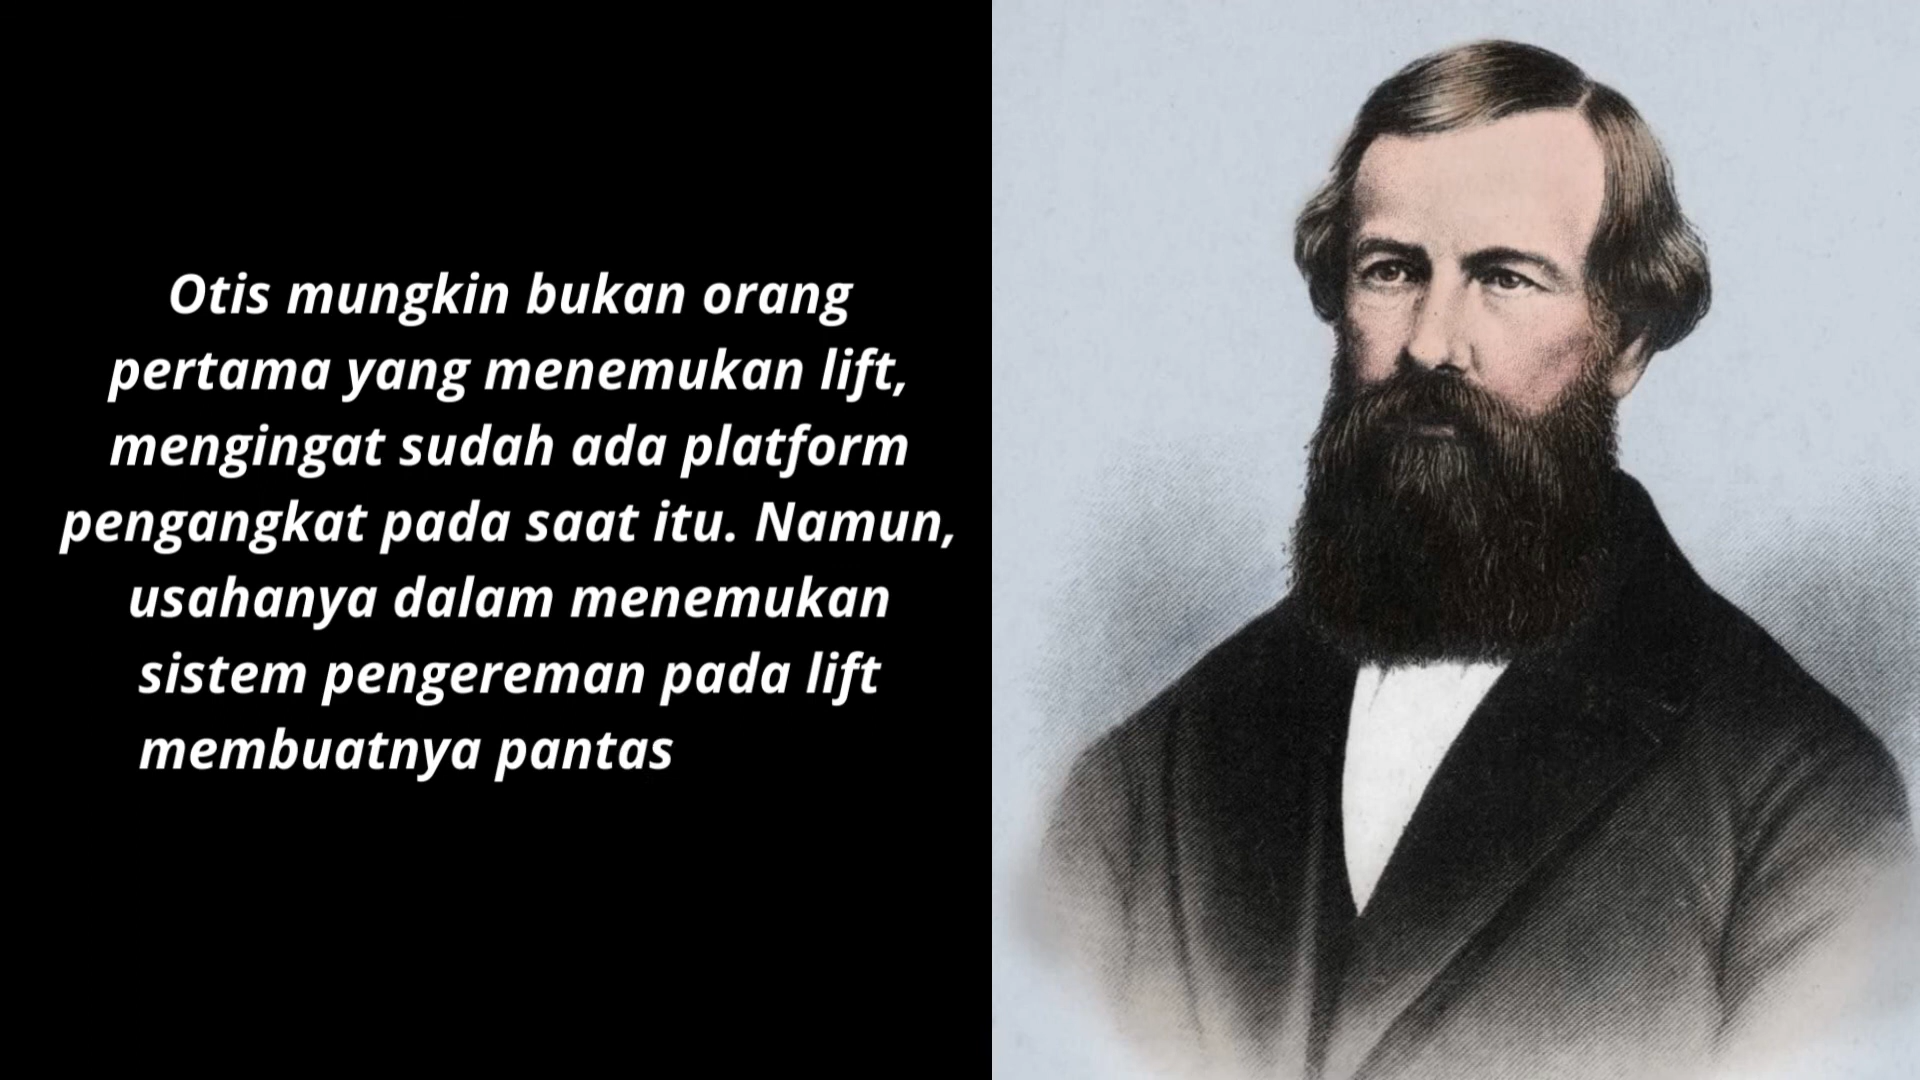 Otis mungkin bukan orang
pertama yang menemukan lift,
mengingat sudah ada platform
pengangkat pada saat itu. Namun,
usahanya dalam menemukan
sistem pengereman pada lift
membuatnya pantas